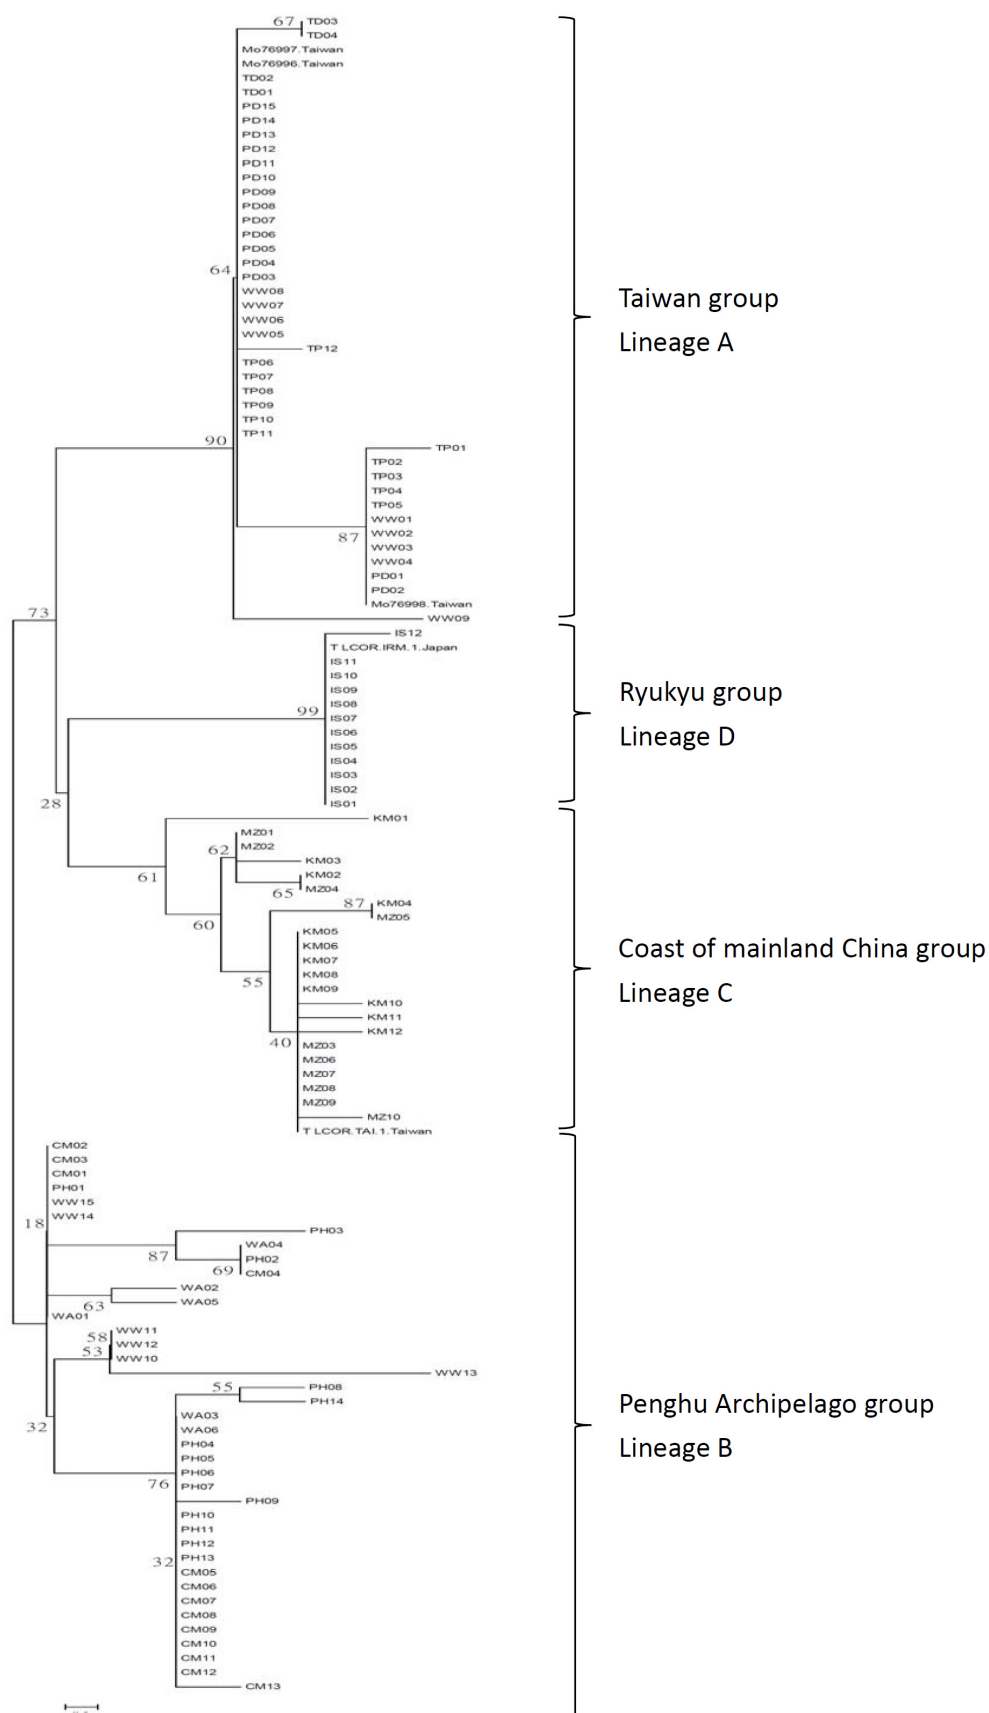 67
TD03
TD04
Mo76997.Taiwan
Mo76996.Taiwan
TD02
TD01
PD15
PD14
PD13
PD12
PD11
PD10
PD09
PD08
PD07
PD06
PD05
PD04
64
PD03
WW08
WW07
Taiwan group
WW06
WW05
Lineage A
TP12
TP06
TP07
TP08
TP09
TP10
TP11
90
TP01
TP02
TP03
TP04
TP05
WW01
WW02
87
WW03
WW04
PD01
PD02
Mo76998.Taiwan
73
WW09
IS12
T LCOR.IRM.1.Japan
IS11
IS10
IS09
Ryukyu group
IS08
99
IS07
IS06
Lineage D
IS05
IS04
IS03
IS02
28
IS01
KM01
MZ01
62
MZ02
KM03
61
KM02
65
MZ04
87
KM04
MZ05
60
KM05
KM06
Coast of mainland China group
KM07
KM08
55
KM09
Lineage C
KM10
KM11
KM12
40
MZ03
MZ06
MZ07
MZ08
MZ09
MZ10
T LCOR.TAI.1.Taiwan
CM02
CM03
CM01
PH01
WW15
WW14
18
PH03
WA04
87
PH02
69
CM04
WA02
WA05
63
WA01
WW11
58
WW12
53
WW10
WW13
55
PH08
PH14
Penghu Archipelago group
WA03
32
WA06
PH04
Lineage B
PH05
PH06
76
PH07
PH09
PH10
PH11
PH12
PH13
32
CM05
CM06
CM07
CM08
CM09
CM10
CM11
CM12
CM13